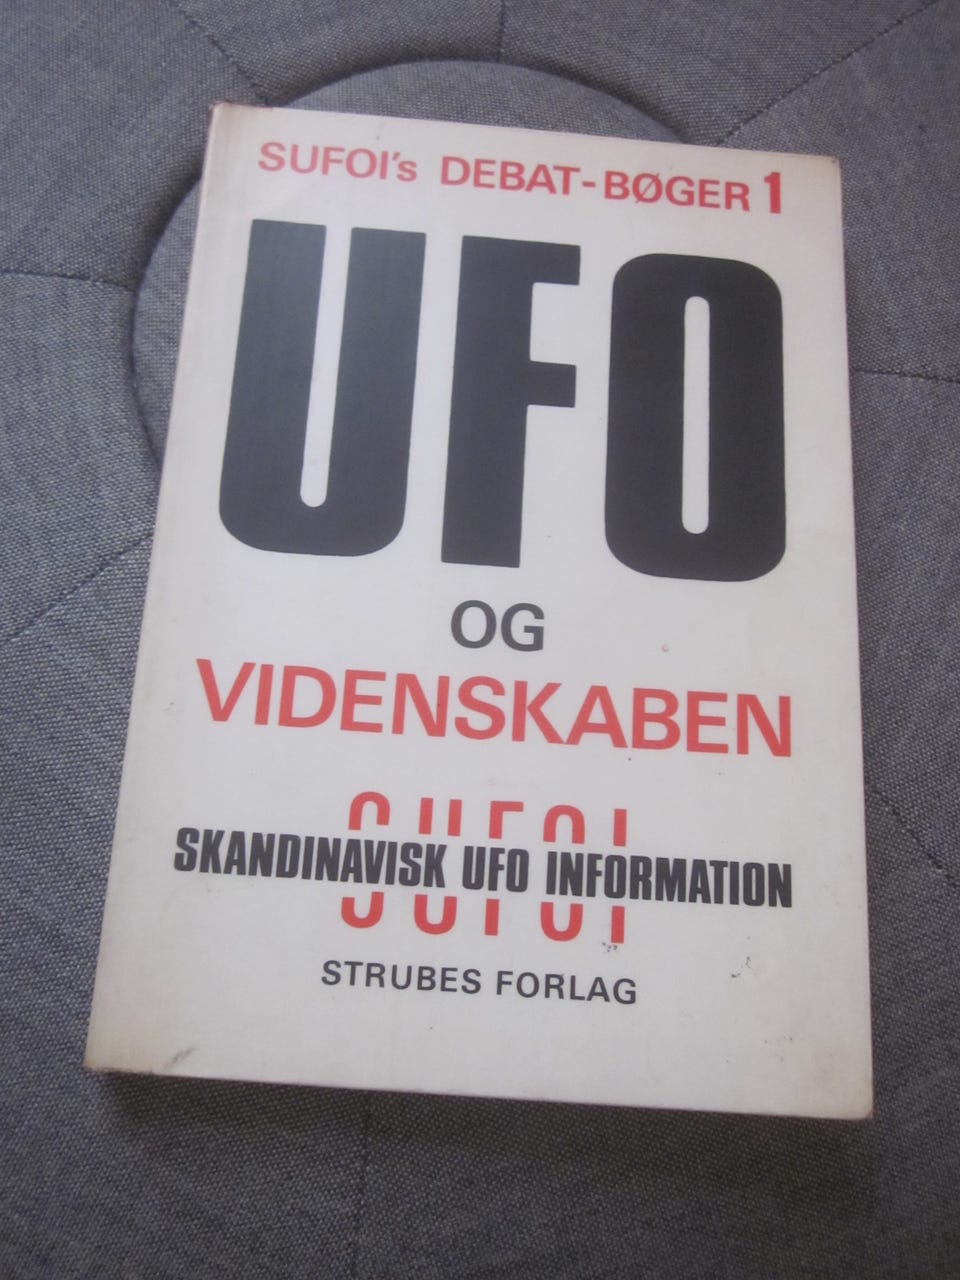 SUFOI's DEBAT-BØGER 1
UFO
OG
VIDENSKABEN
SUFOI
SKANDINAVISK UFO INFORMATION
STRUBES FORLAG